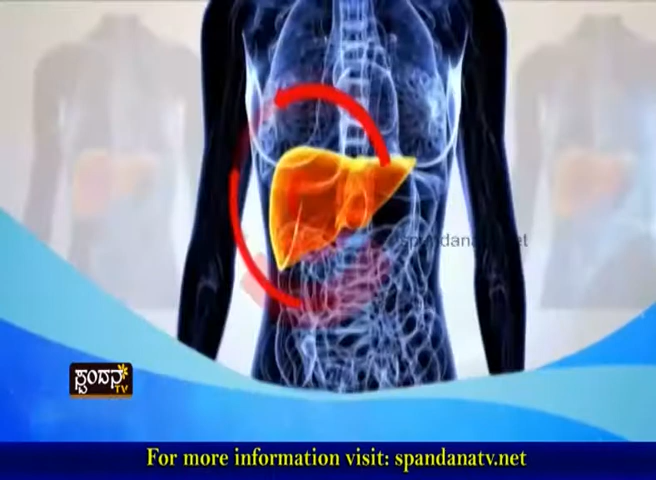 spandanatv.net
ಸ್ಪಂದನ
TV
For more information visit: spandanatv.net